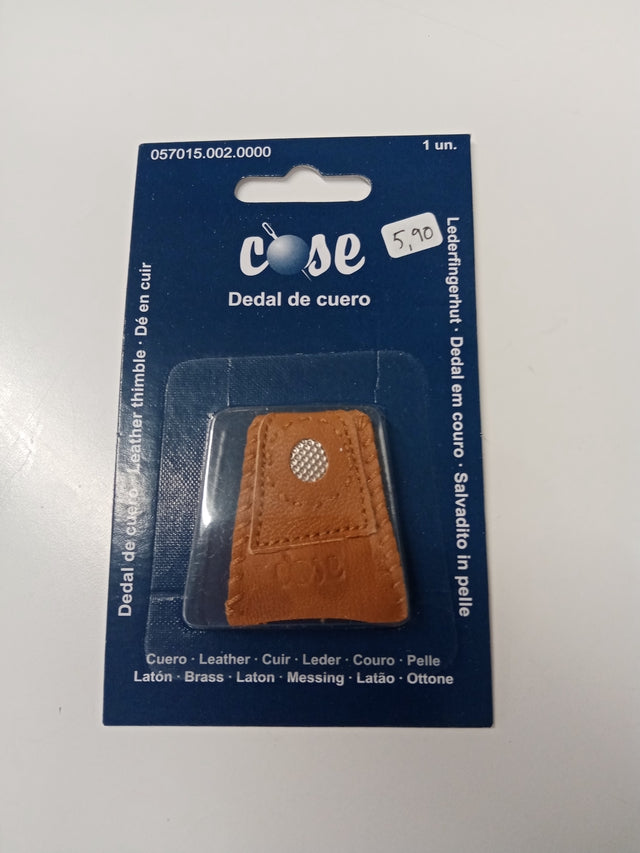 057015.002.0000
1 un.
cose
5,90
Dedal de cuero
Dedal de cuero · Leather thimble · Dé en cuir
Lederfingerhut · Dedal em couro · Salvadito in pelle
cose
Cuero · Leather · Cuir · Leder · Couro · Pelle
Latón · Brass · Laton · Messing · Latão · Ottone